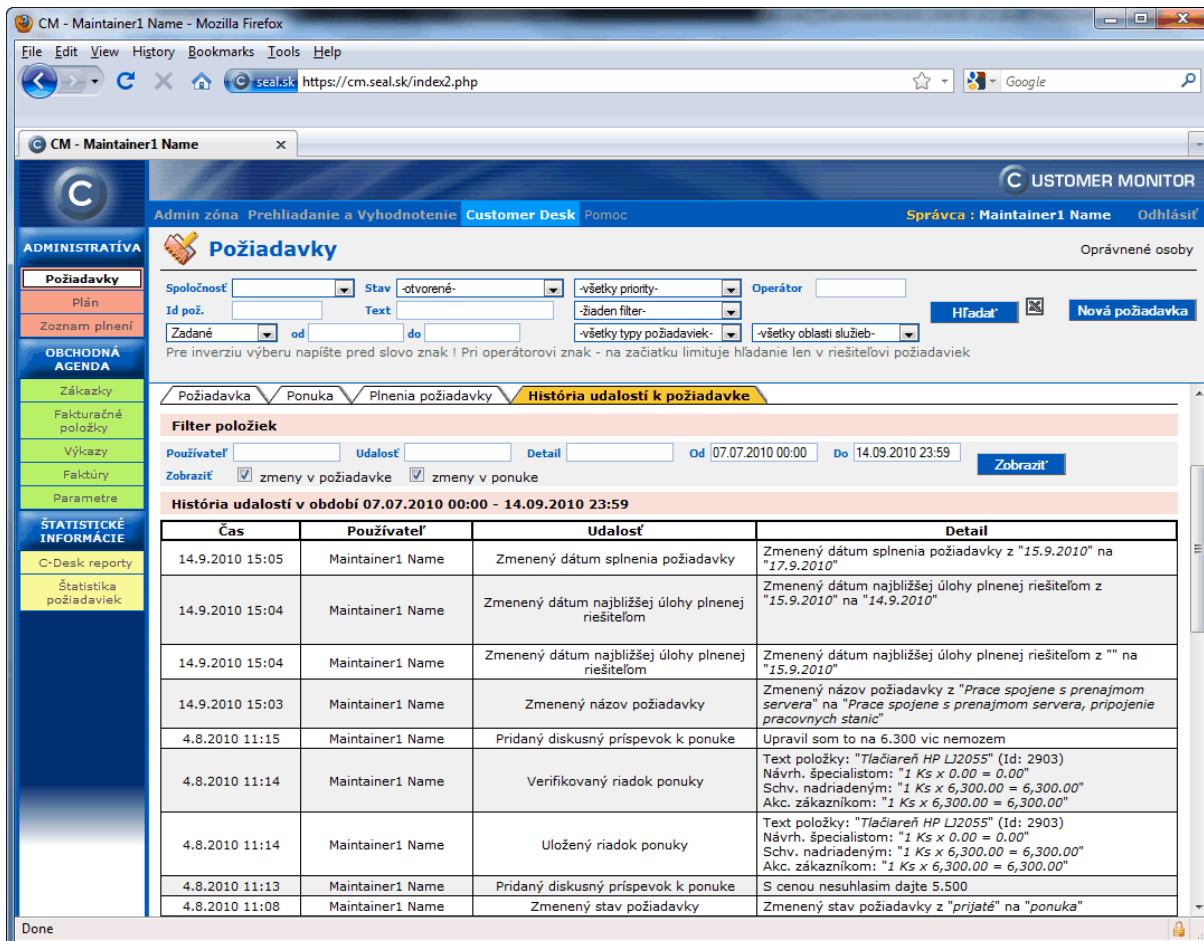 CM - Maintainer1 Name - Mozilla Firefox
File Edit View History Bookmarks Tools Help
seal.sk https://cm.seal.sk/index2.php
Google
CM - Maintainer1 Name
C
C USTOMER MONITOR
Admin zóna Prehliadanie a Vyhodnotenie Customer Desk Pomoc Správca : Maintainer1 Name Odhlásiť
ADMINISTRATÍVA
Požiadavky
Plán
Zoznam plnení
OBCHODNÁ
AGENDA
Zákazky
Fakturačné
položky
Výkazy
Faktúry
Parametre
ŠTATISTICKÉ
INFORMÁCIE
C-Desk reporty
Štatistika
požiadaviek
Požiadavky
Oprávnené osoby
Spoločnosť Stav -otvorené- -všetky priority- Operátor
Id pož. Text -žiaden filter- Hľadať Nová požiadavka
Zadané od do -všetky typy požiadaviek- -všetky oblasti služieb-
Pre inverziu výberu napíšte pred slovo znak ! Pri operátorovi znak - na začiatku limituje hľadanie len v riešiteľovi požiadaviek
Požiadavka Ponuka Plnenia požiadavky História udalostí k požiadavke
Filter položiek
Používateľ Udalosť Detail Od 07.07.2010 00:00 Do 14.09.2010 23:59
Zobraziť zmeny v požiadavke zmeny v ponuke Zobraziť
História udalostí v období 07.07.2010 00:00 - 14.09.2010 23:59
Čas Používateľ Udalosť Detail
14.9.2010 15:05 Maintainer1 Name Zmenený dátum splnenia požiadavky Zmenený dátum splnenia požiadavky z "15.9.2010" na
"17.9.2010"
14.9.2010 15:04 Maintainer1 Name Zmenený dátum najbližšej úlohy plnenej
riešiteľom
Zmenený dátum najbližšej úlohy plnenej riešiteľom z
"15.9.2010" na "14.9.2010"
14.9.2010 15:04 Maintainer1 Name Zmenený dátum najbližšej úlohy plnenej
riešiteľom
Zmenený dátum najbližšej úlohy plnenej riešiteľom z "" na
"15.9.2010"
14.9.2010 15:03 Maintainer1 Name Zmenený názov požiadavky
Zmenený názov požiadavky z "Prace spojene s prenajmom
servera" na "Prace spojene s prenajmom servera, pripojenie
pracovnych stanic"
4.8.2010 11:15 Maintainer1 Name Pridaný diskusný príspevok k ponuke Upravil som to na 6.300 vic nemozem
4.8.2010 11:14 Maintainer1 Name Verifikovaný riadok ponuky
Text položky: "Tlačiareň HP LJ2055" (Id: 2903)
Návrh. špecialistom: "1 Ks x 0.00 = 0.00"
Schv. nadriadeným: "1 Ks x 6,300.00 = 6,300.00"
Akc. zákazníkom: "1 Ks x 6,300.00 = 6,300.00"
4.8.2010 11:14 Maintainer1 Name Uložený riadok ponuky
Text položky: "Tlačiareň HP LJ2055" (Id: 2903)
Návrh. špecialistom: "1 Ks x 0.00 = 0.00"
Schv. nadriadeným: "1 Ks x 6,300.00 = 6,300.00"
Akc. zákazníkom: "1 Ks x 6,300.00 = 6,300.00"
4.8.2010 11:13 Maintainer1 Name Pridaný diskusný príspevok k ponuke S cenou nesuhlasim dajte 5.500
4.8.2010 11:08 Maintainer1 Name Zmenený stav požiadavky Zmenený stav požiadavky z "prijaté" na "ponuka"
Done